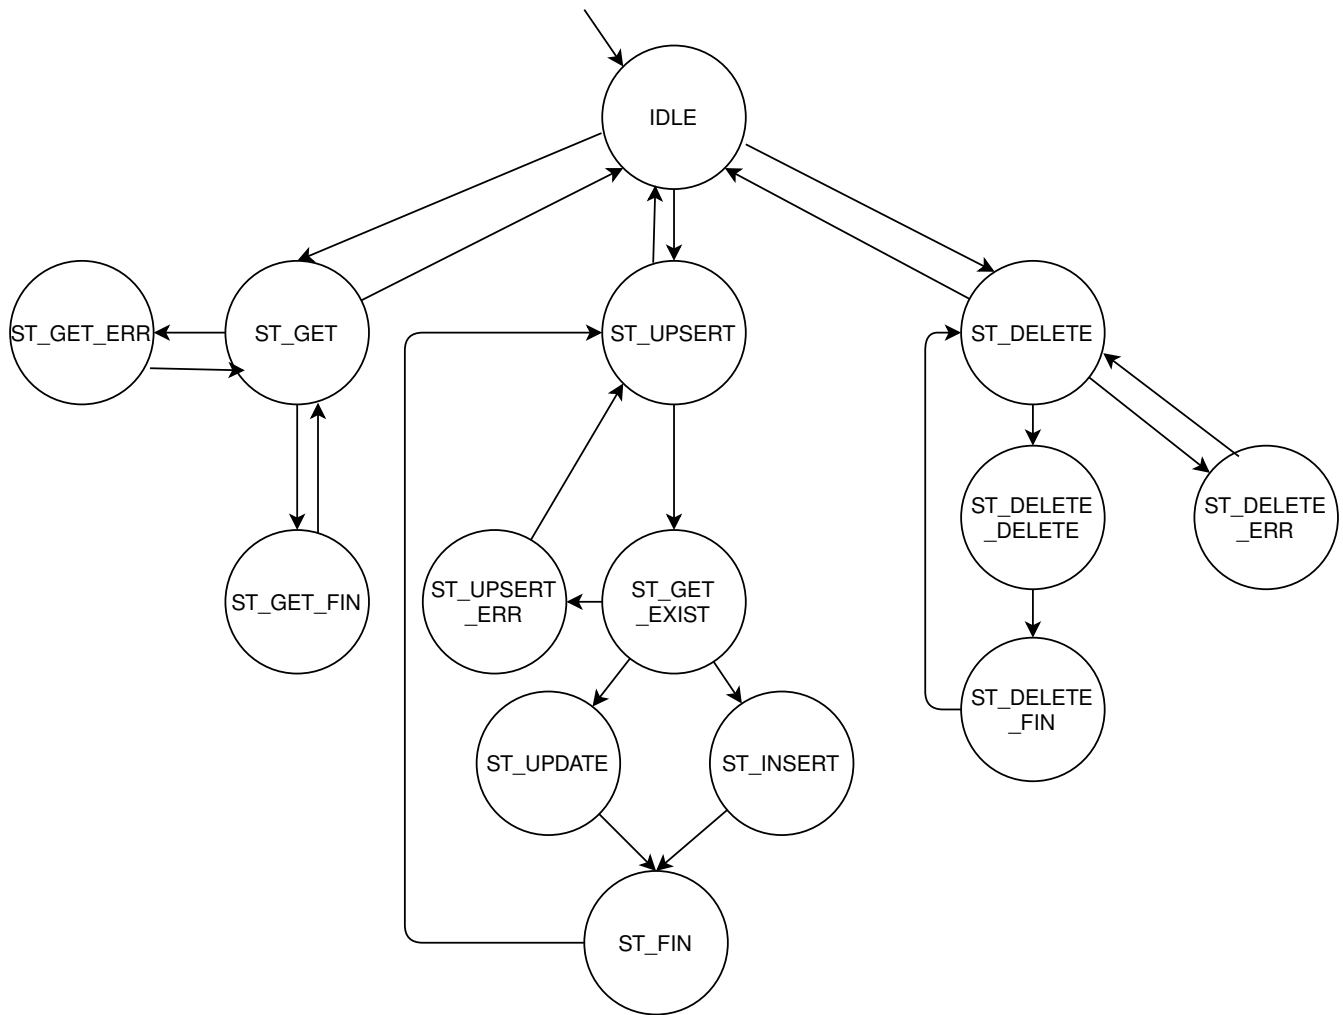 IDLE
ST_GET_ERR
ST_GET
ST_UPSERT
ST_DELETE
ST_DELETE
_DELETE
ST_DELETE
_ERR
ST_GET_FIN
ST_UPSERT
_ERR
ST_GET
_EXIST
ST_DELETE
_FIN
ST_UPDATE
ST_INSERT
ST_FIN